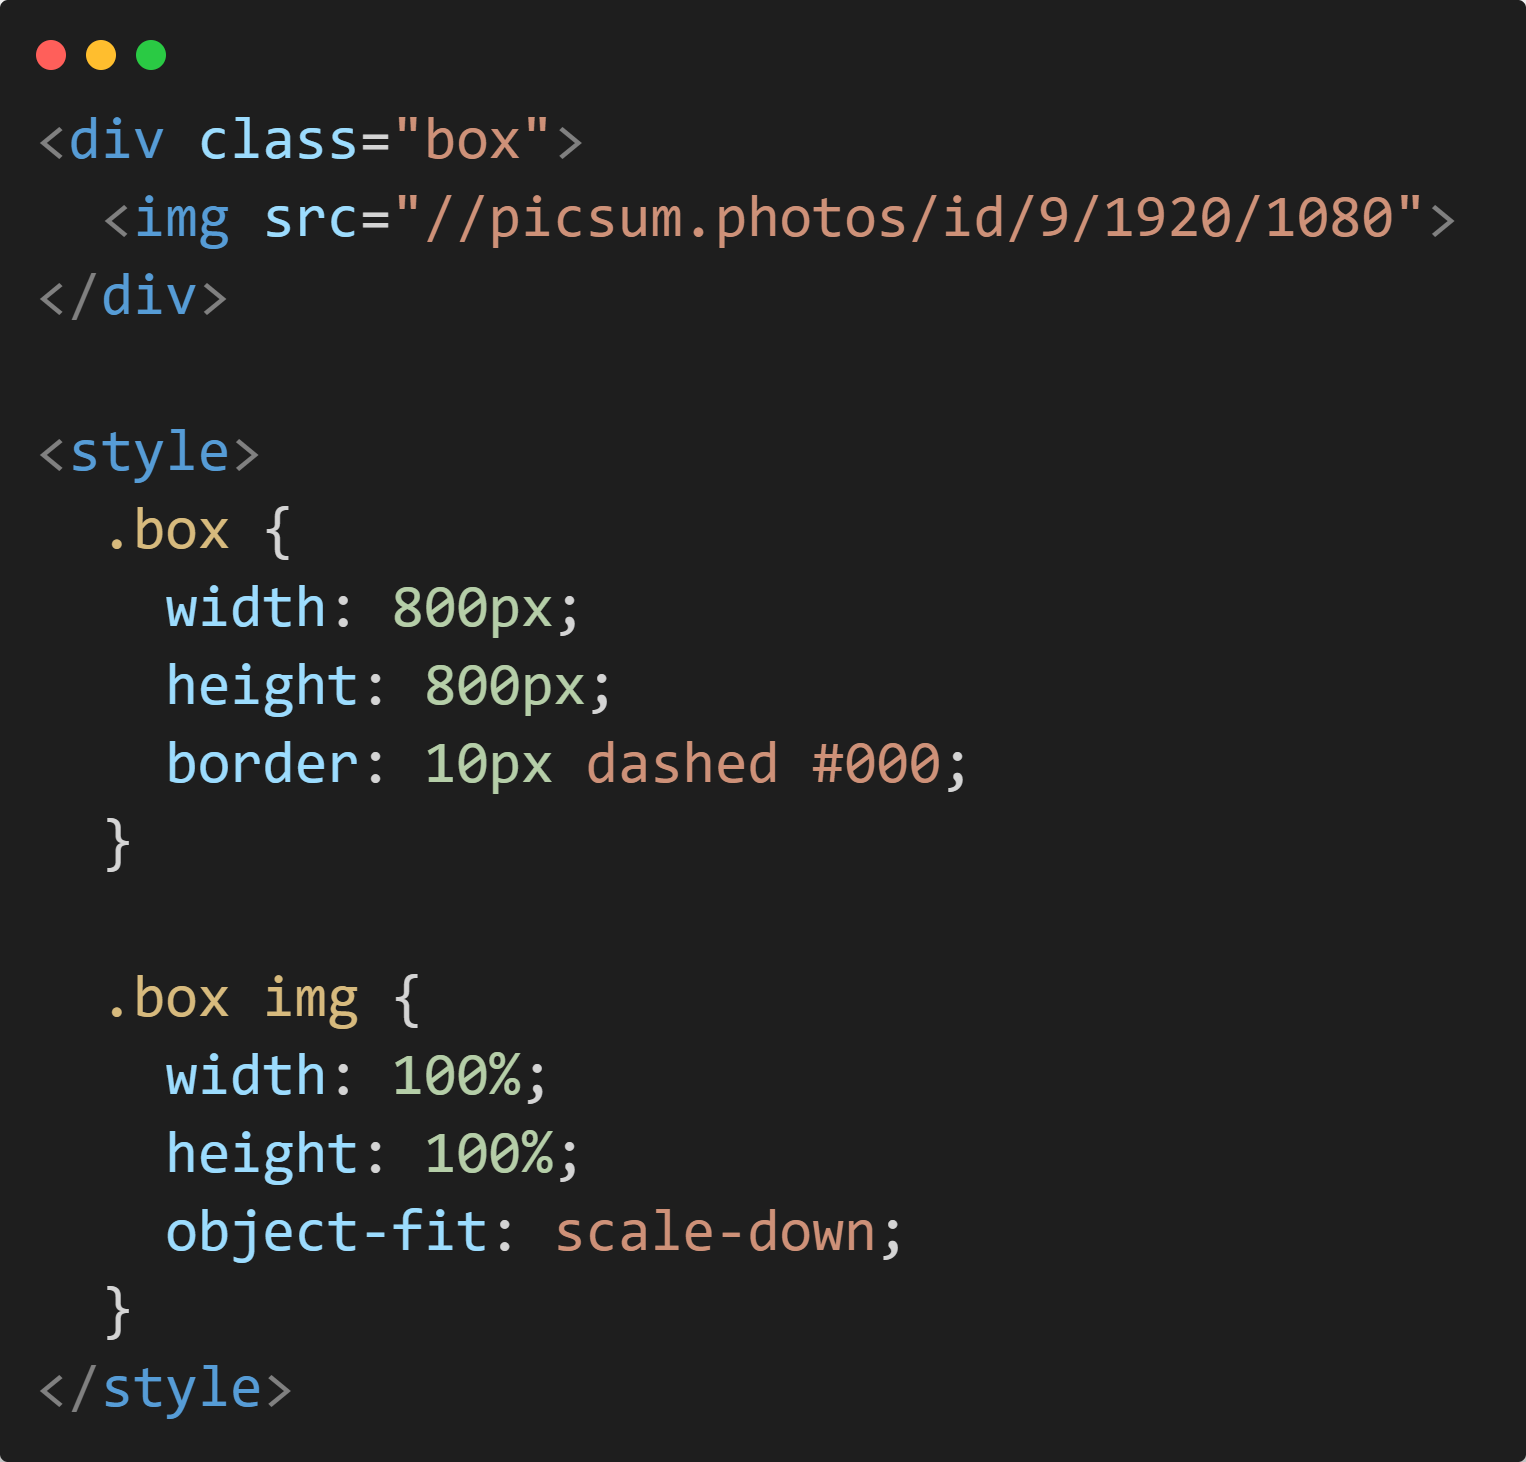 <div class="box">
  <img src="//picsum.photos/id/9/1920/1080">
</div>

<style>
  .box {
    width: 800px;
    height: 800px;
    border: 10px dashed #000;
  }

  .box img {
    width: 100%;
    height: 100%;
    object-fit: scale-down;
  }
</style>